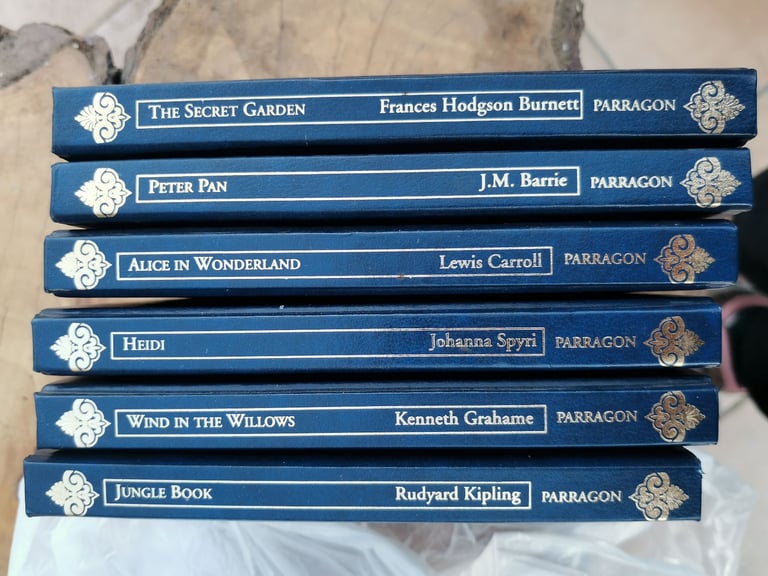 THE SECRET GARDEN Frances Hodgson Burnett PARRAGON
PETER PAN J.M. Barrie PARRAGON
ALICE IN WONDERLAND Lewis Carroll PARRAGON
HEIDI Johanna Spyri PARRAGON
WIND IN THE WILLOWS Kenneth Grahame PARRAGON
JUNGLE BOOK Rudyard Kipling PARRAGON